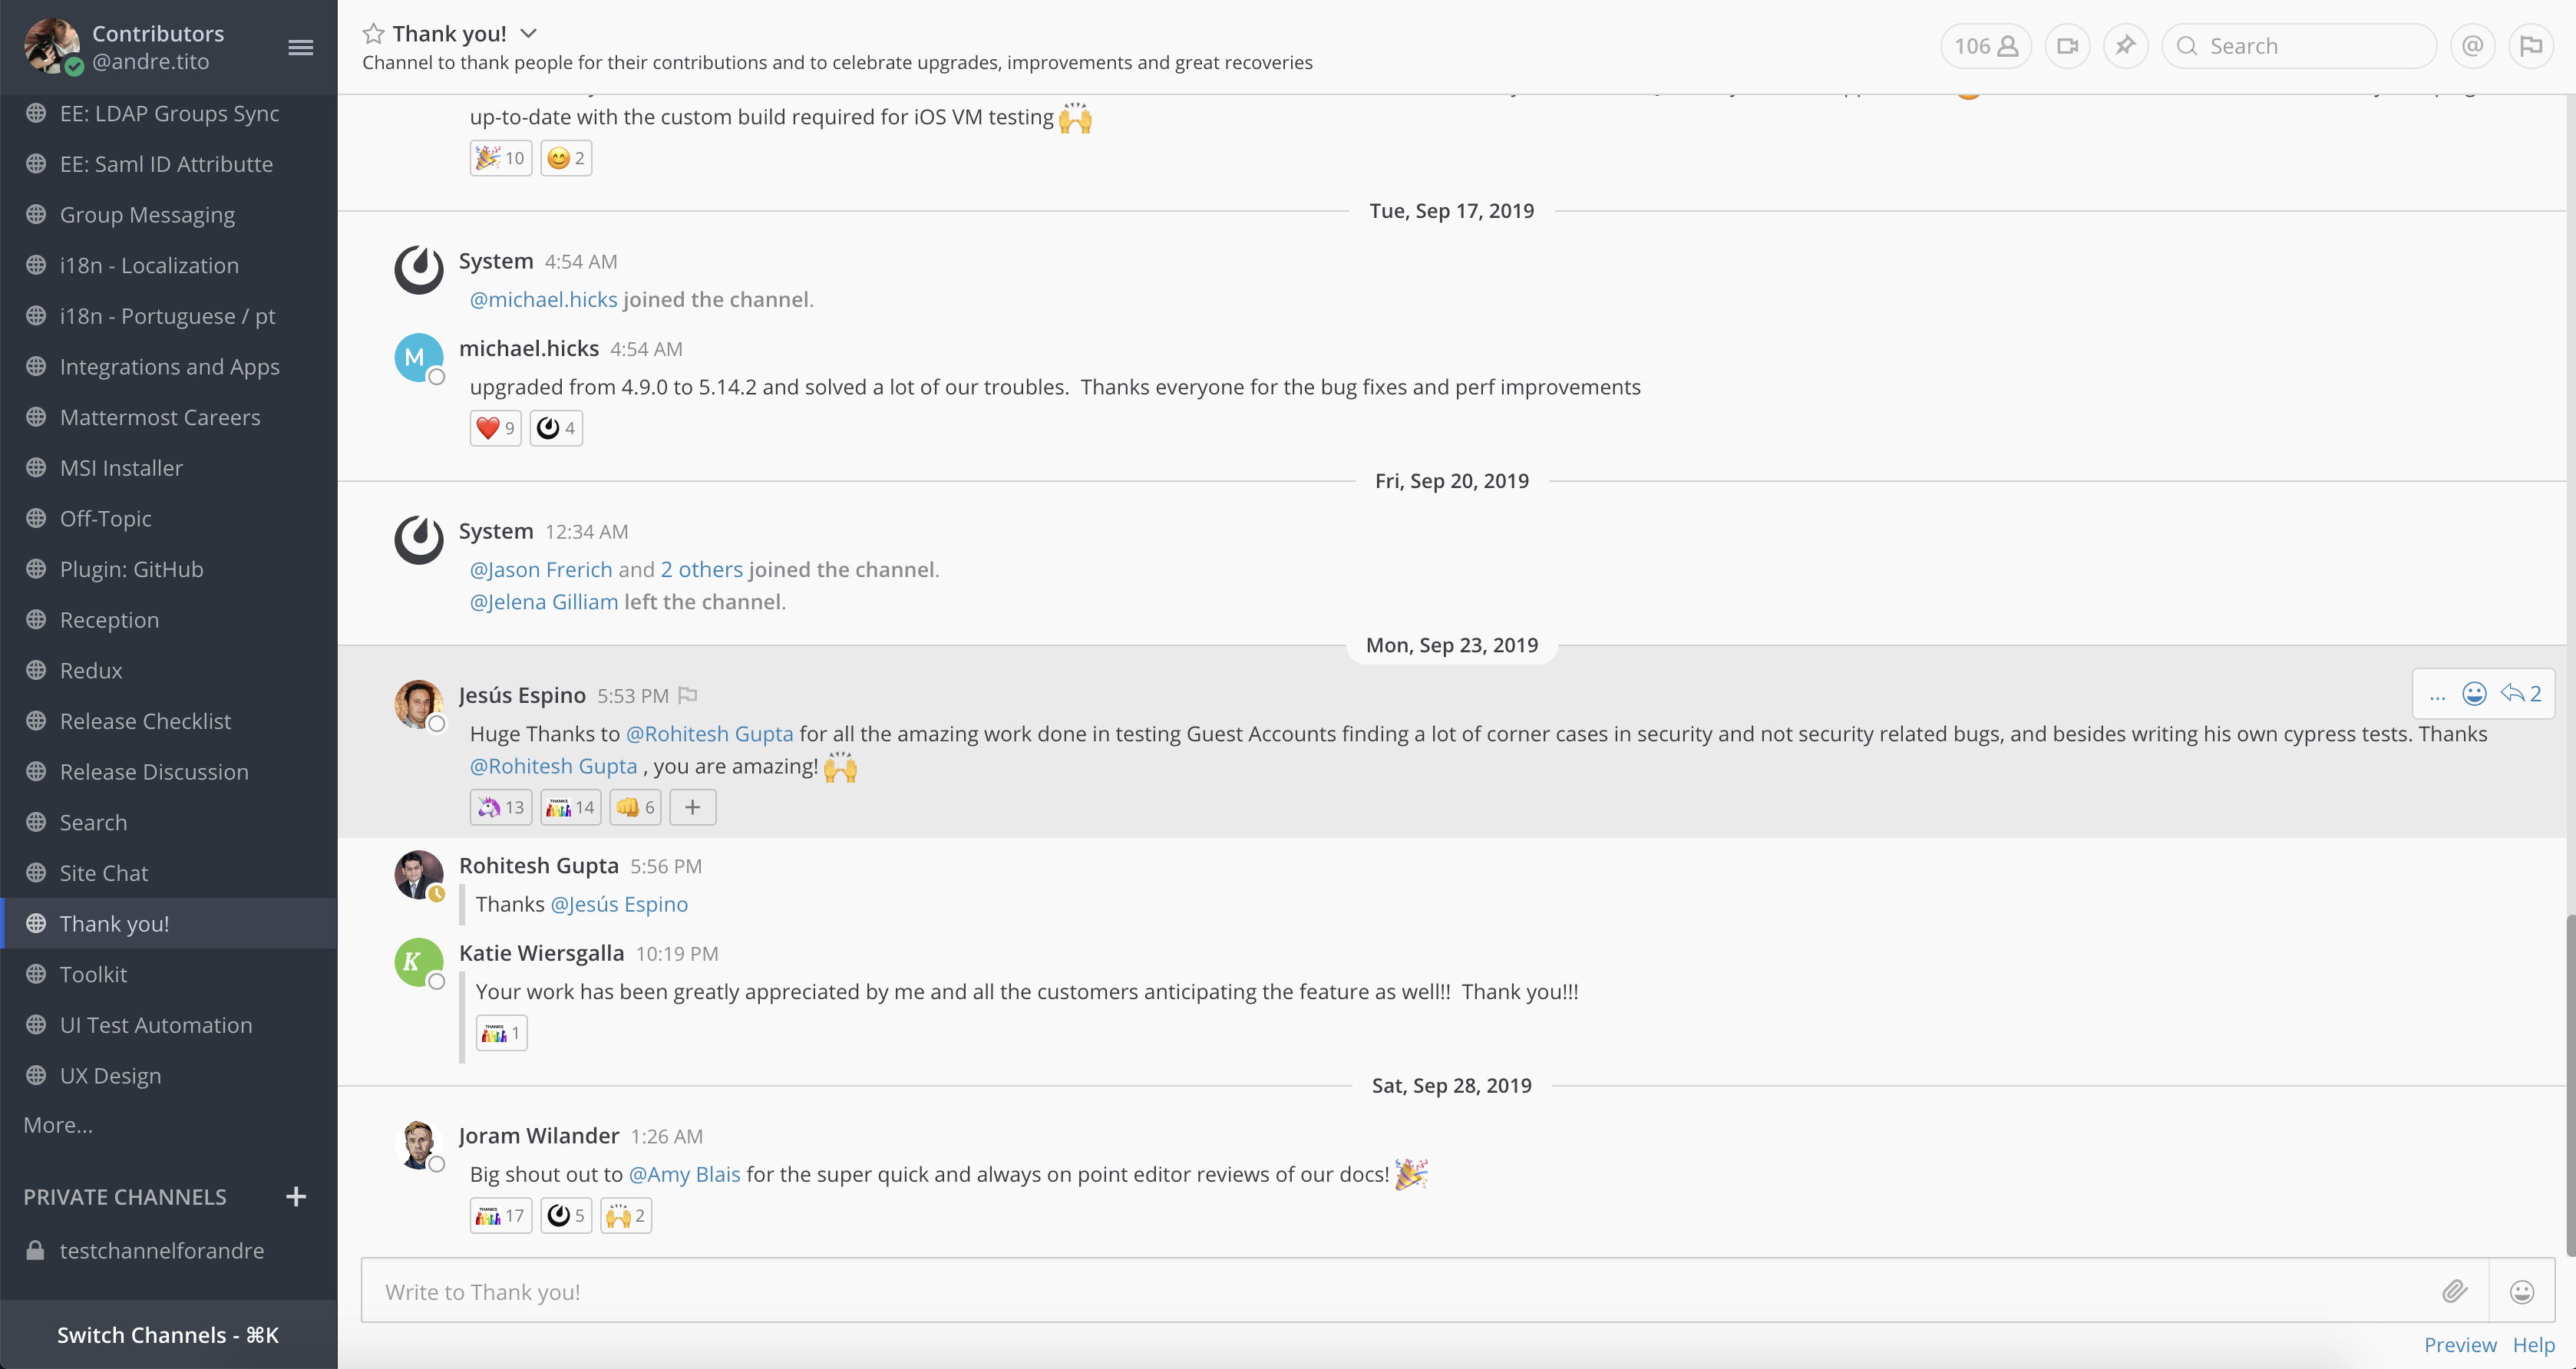 Contributors
@andre.tito
EE: LDAP Groups Sync
EE: Saml ID Attributte
Group Messaging
i18n - Localization
i18n - Portuguese / pt
Integrations and Apps
Mattermost Careers
MSI Installer
Off-Topic
Plugin: GitHub
Reception
Redux
Release Checklist
Release Discussion
Search
Site Chat
Thank you!
Toolkit
UI Test Automation
UX Design
More...
PRIVATE CHANNELS +
testchannelforandre
Switch Channels - ⌘K
Thank you!
Channel to thank people for their contributions and to celebrate upgrades, improvements and great recoveries
106
Search
@
up-to-date with the custom build required for iOS VM testing 🙌
🎉 10 😊 2
Tue, Sep 17, 2019
System 4:54 AM
@michael.hicks joined the channel.
M
michael.hicks 4:54 AM
upgraded from 4.9.0 to 5.14.2 and solved a lot of our troubles.  Thanks everyone for the bug fixes and perf improvements
❤️ 9 4
Fri, Sep 20, 2019
System 12:34 AM
@Jason Frerich and 2 others joined the channel.
@Jelena Gilliam left the channel.
Mon, Sep 23, 2019
Jesús Espino 5:53 PM
... 2
Huge Thanks to @Rohitesh Gupta for all the amazing work done in testing Guest Accounts finding a lot of corner cases in security and not security related bugs, and besides writing his own cypress tests. Thanks
@Rohitesh Gupta , you are amazing! 🙌
🦄 13 THANKS 14 👊 6 +
Rohitesh Gupta 5:56 PM
Thanks @Jesús Espino
K
Katie Wiersgalla 10:19 PM
Your work has been greatly appreciated by me and all the customers anticipating the feature as well!!  Thank you!!!
THANKS 1
Sat, Sep 28, 2019
Joram Wilander 1:26 AM
Big shout out to @Amy Blais for the super quick and always on point editor reviews of our docs! 🎉
THANKS 17 5 🙌 2
Write to Thank you!
Preview Help